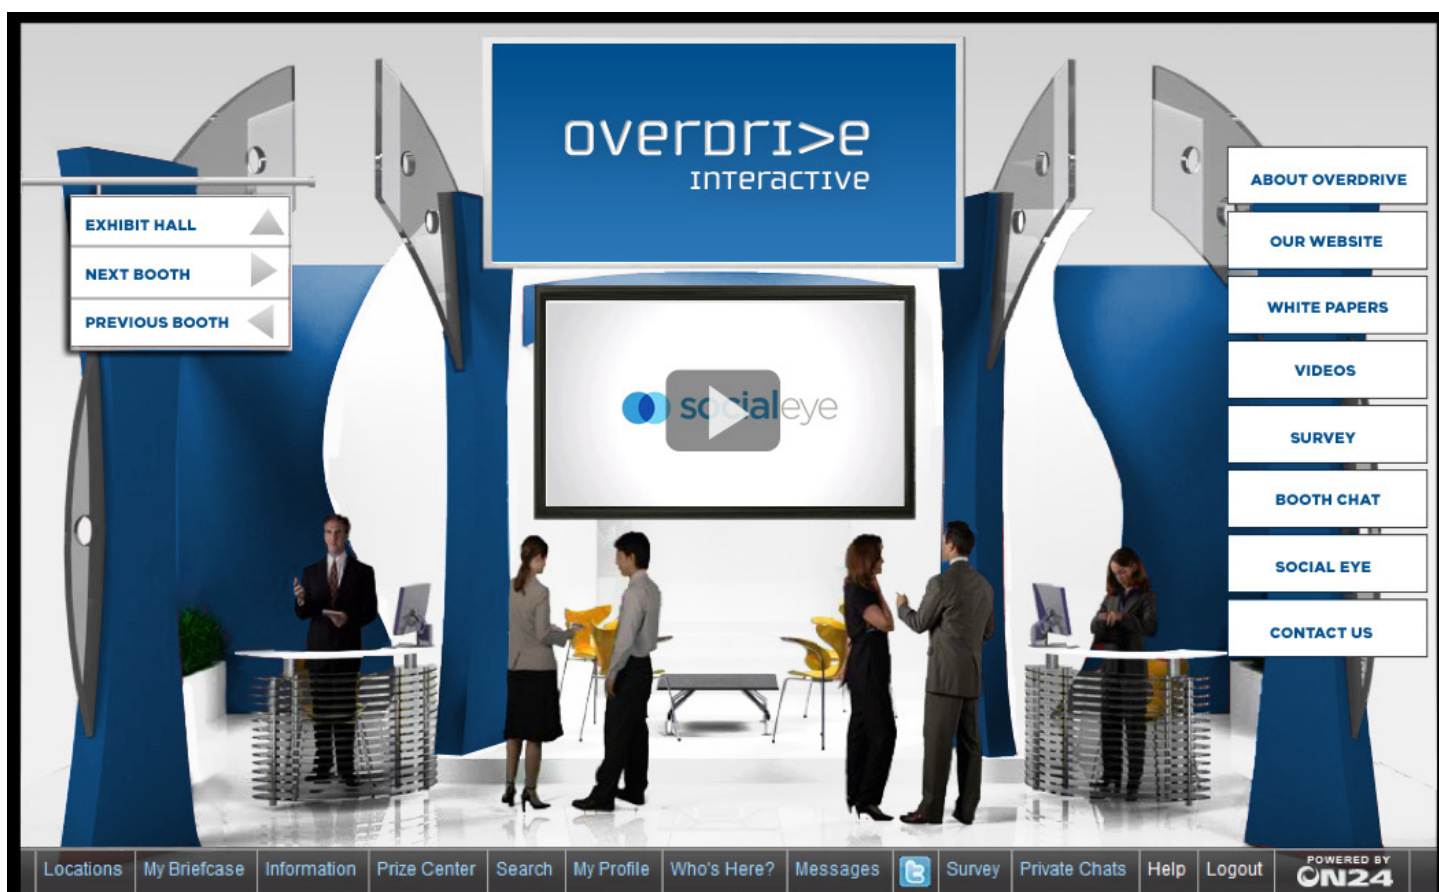 overdri>e
interactive
EXHIBIT HALL
NEXT BOOTH
PREVIOUS BOOTH
socialeye
ABOUT OVERDRIVE
OUR WEBSITE
WHITE PAPERS
VIDEOS
SURVEY
BOOTH CHAT
SOCIAL EYE
CONTACT US
Locations My Briefcase Information Prize Center Search My Profile Who's Here? Messages Survey Private Chats Help Logout
POWERED BY
ON24